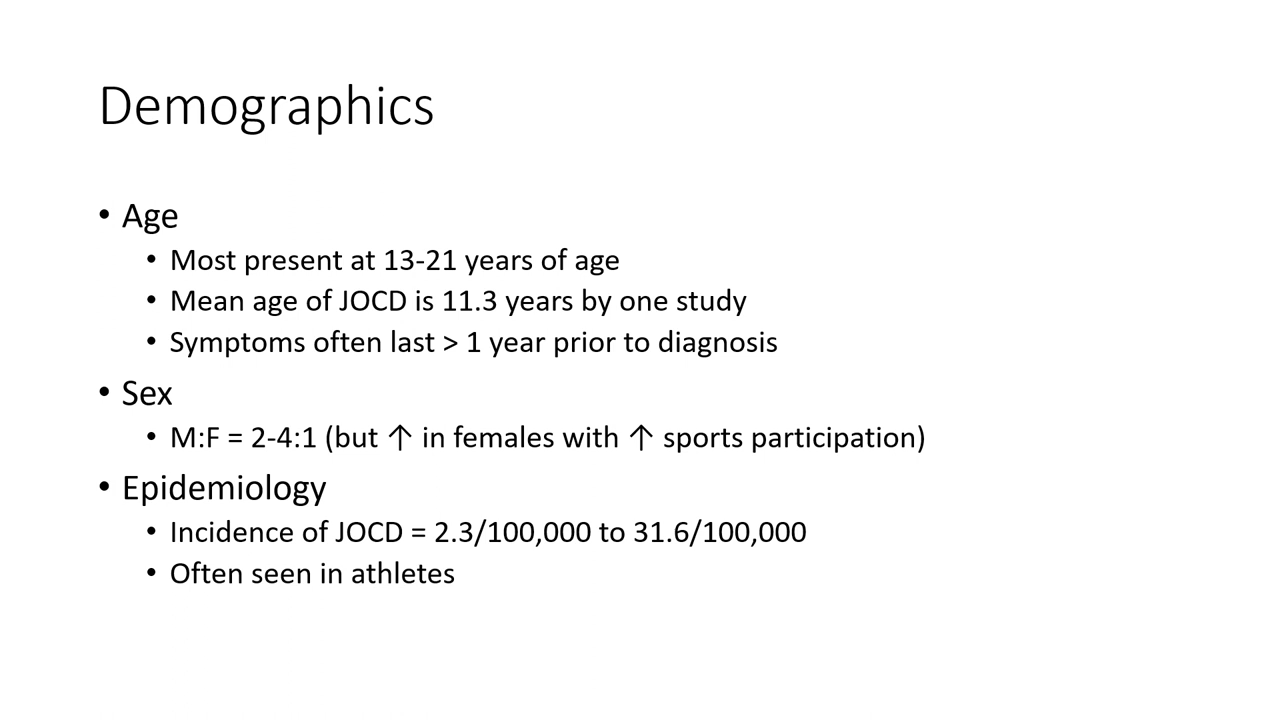 Demographics
• Age
• Most present at 13-21 years of age
• Mean age of JOCD is 11.3 years by one study
• Symptoms often last > 1 year prior to diagnosis
• Sex
• M:F = 2-4:1 (but ↑ in females with ↑ sports participation)
• Epidemiology
• Incidence of JOCD = 2.3/100,000 to 31.6/100,000
• Often seen in athletes